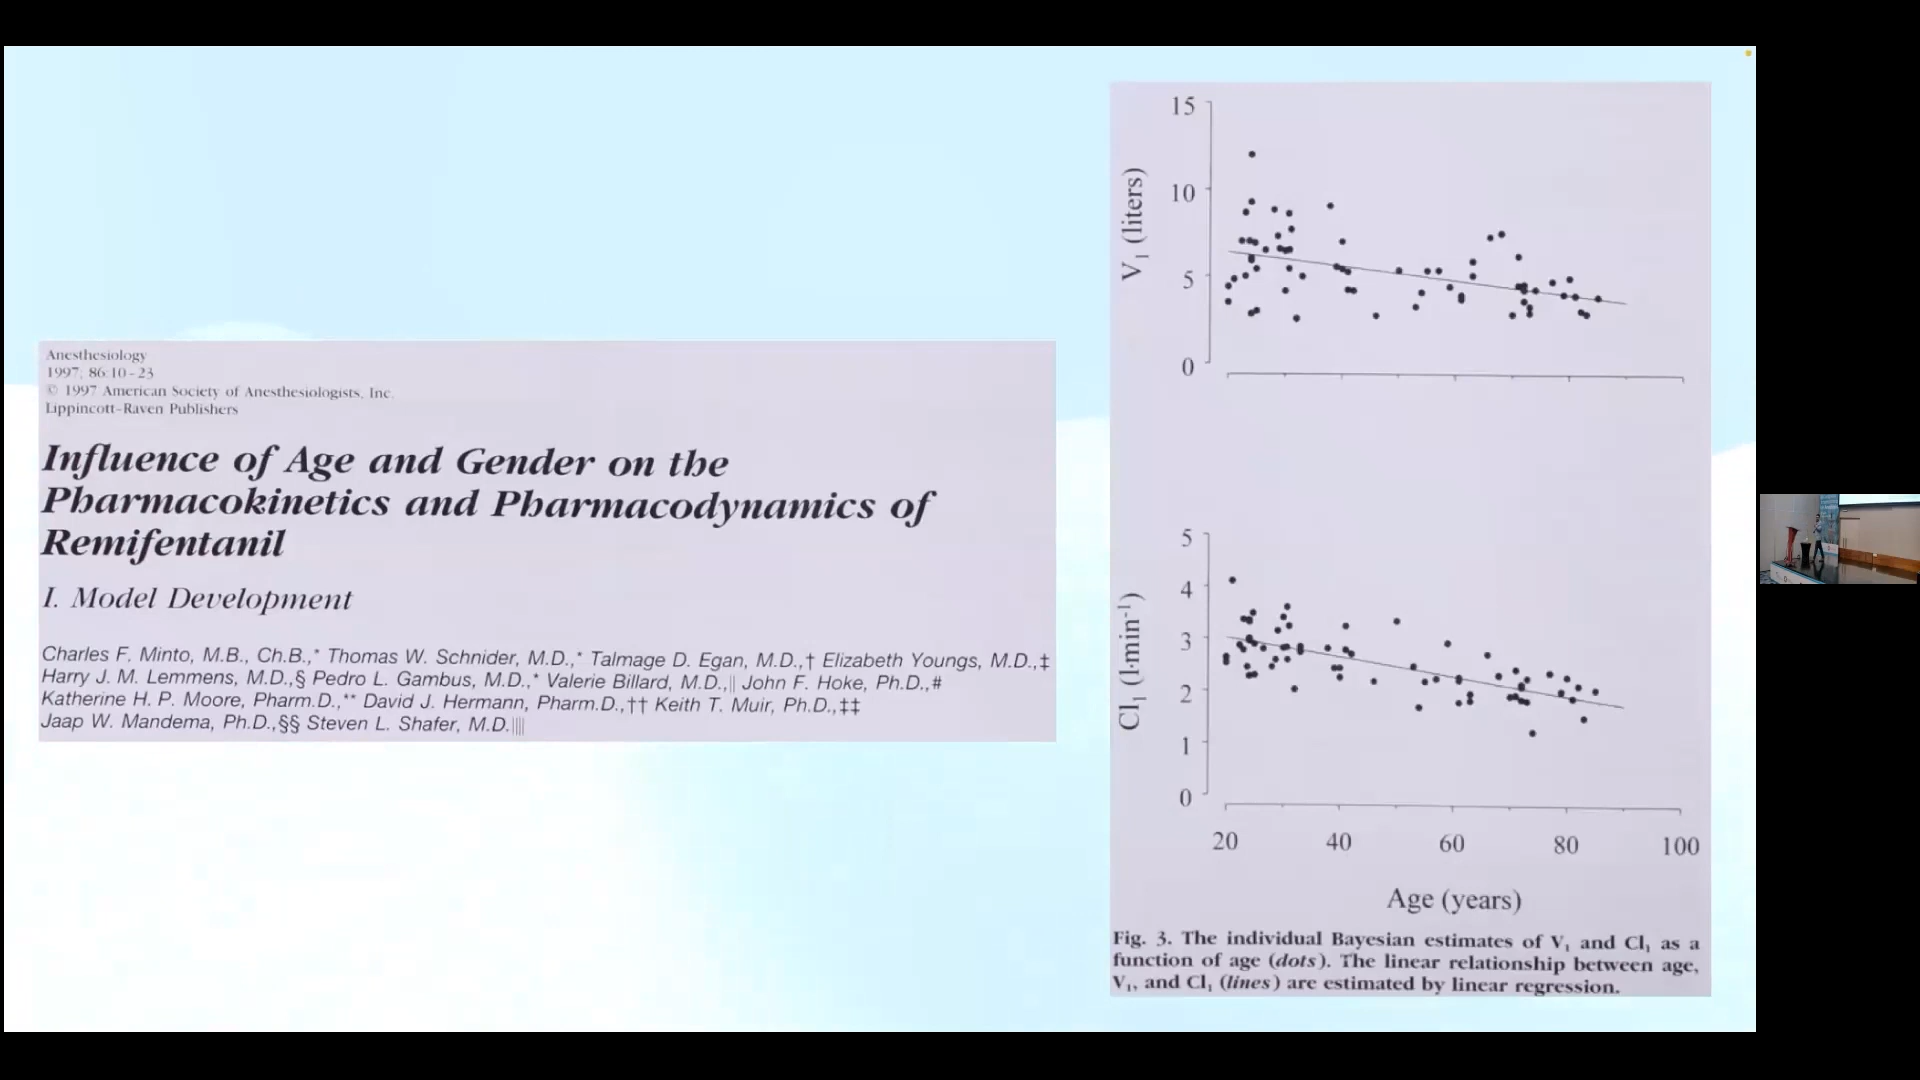 Anesthesiology
1997; 86:10-23
© 1997 American Society of Anesthesiologists, Inc.
Lippincott-Raven Publishers
Influence of Age and Gender on the
Pharmacokinetics and Pharmacodynamics of
Remifentanil
I. Model Development
Charles F. Minto, M.B., Ch.B.,* Thomas W. Schnider, M.D.,* Talmage D. Egan, M.D.,† Elizabeth Youngs, M.D.,‡
Harry J. M. Lemmens, M.D.,§ Pedro L. Gambus, M.D.,* Valerie Billard, M.D.,|| John F. Hoke, Ph.D.,#
Katherine H. P. Moore, Pharm.D.,** David J. Hermann, Pharm.D.,†† Keith T. Muir, Ph.D.,‡‡
Jaap W. Mandema, Ph.D.,§§ Steven L. Shafer, M.D.||||
V₁ (liters)
15
10
5
0
Cl₁ (l·min⁻¹)
5
4
3
2
1
0
20 40 60 80 100
Age (years)
Fig. 3. The individual Bayesian estimates of V₁ and Cl₁ as a
function of age (dots). The linear relationship between age,
V₁, and Cl₁ (lines) are estimated by linear regression.